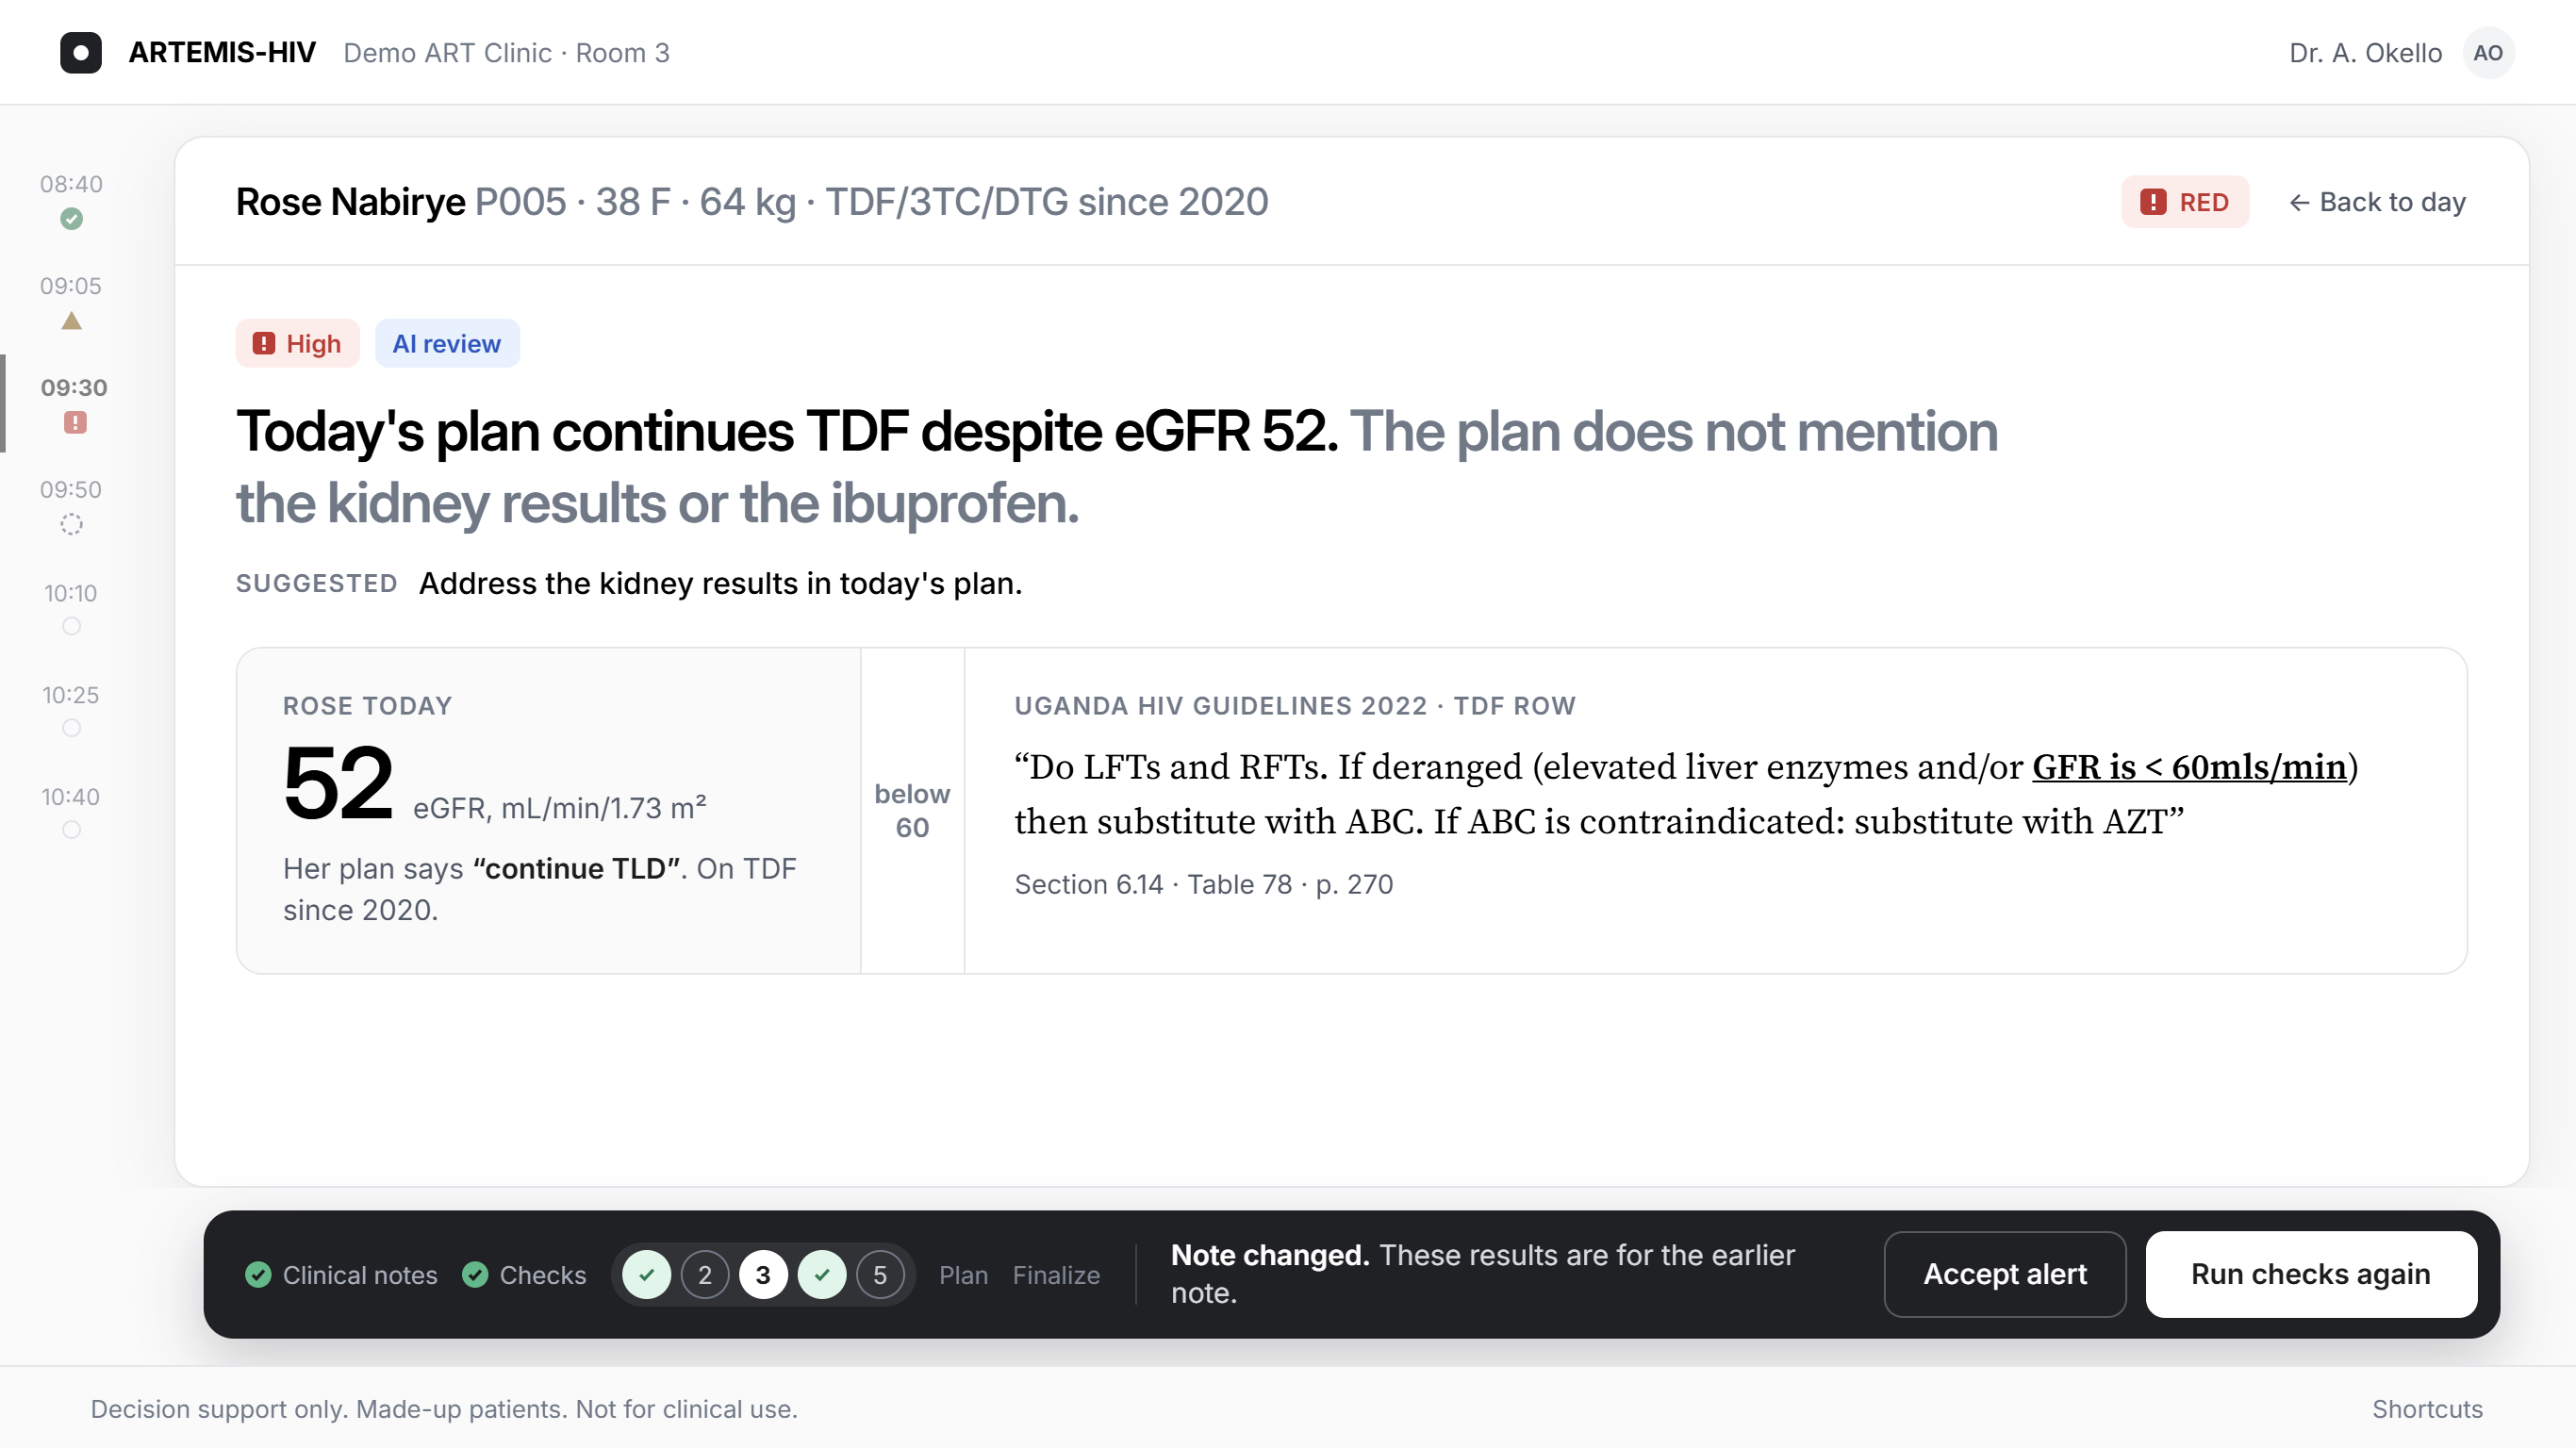 ARTEMIS-HIV Demo ART Clinic · Room 3
Dr. A. Okello AO
08:40
09:05
09:30
09:50
10:10
10:25
10:40
Rose Nabirye P005 · 38 F · 64 kg · TDF/3TC/DTG since 2020
RED
← Back to day
High
AI review
Today's plan continues TDF despite eGFR 52. The plan does not mention
the kidney results or the ibuprofen.
SUGGESTED Address the kidney results in today's plan.
ROSE TODAY
52 eGFR, mL/min/1.73 m²
Her plan says “continue TLD”. On TDF
since 2020.
below
60
UGANDA HIV GUIDELINES 2022 · TDF ROW
“Do LFTs and RFTs. If deranged (elevated liver enzymes and/or GFR is < 60mls/min)
then substitute with ABC. If ABC is contraindicated: substitute with AZT”
Section 6.14 · Table 78 · p. 270
Clinical notes
Checks
2
3
5
Plan
Finalize
Note changed. These results are for the earlier
note.
Accept alert
Run checks again
Decision support only. Made-up patients. Not for clinical use.
Shortcuts